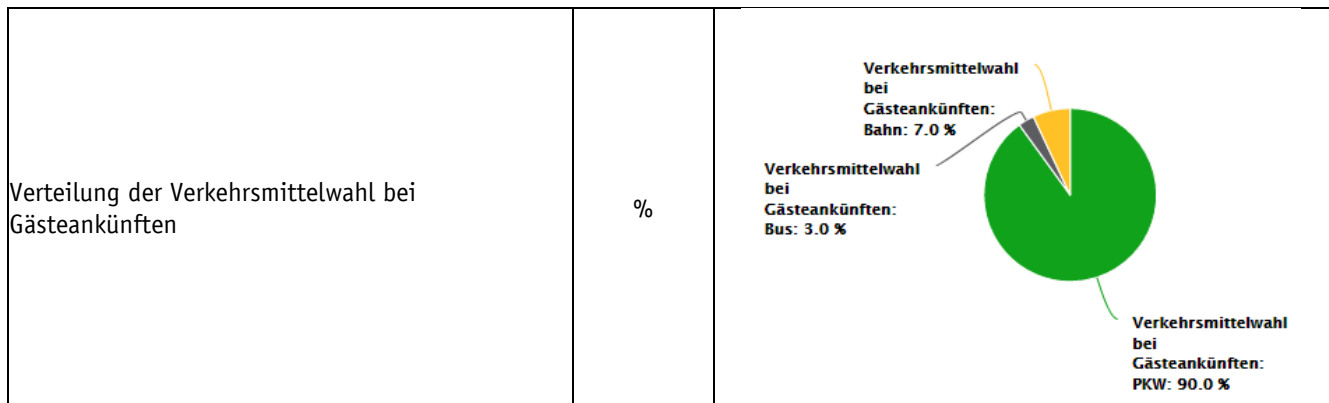 Verteilung der Verkehrsmittelwahl bei
Gästeankünften
%
Verkehrsmittelwahl
bei
Gästeankünften:
Bahn: 7.0 %
Verkehrsmittelwahl
bei
Gästeankünften:
Bus: 3.0 %
Verkehrsmittelwahl
bei
Gästeankünften:
PKW: 90.0 %